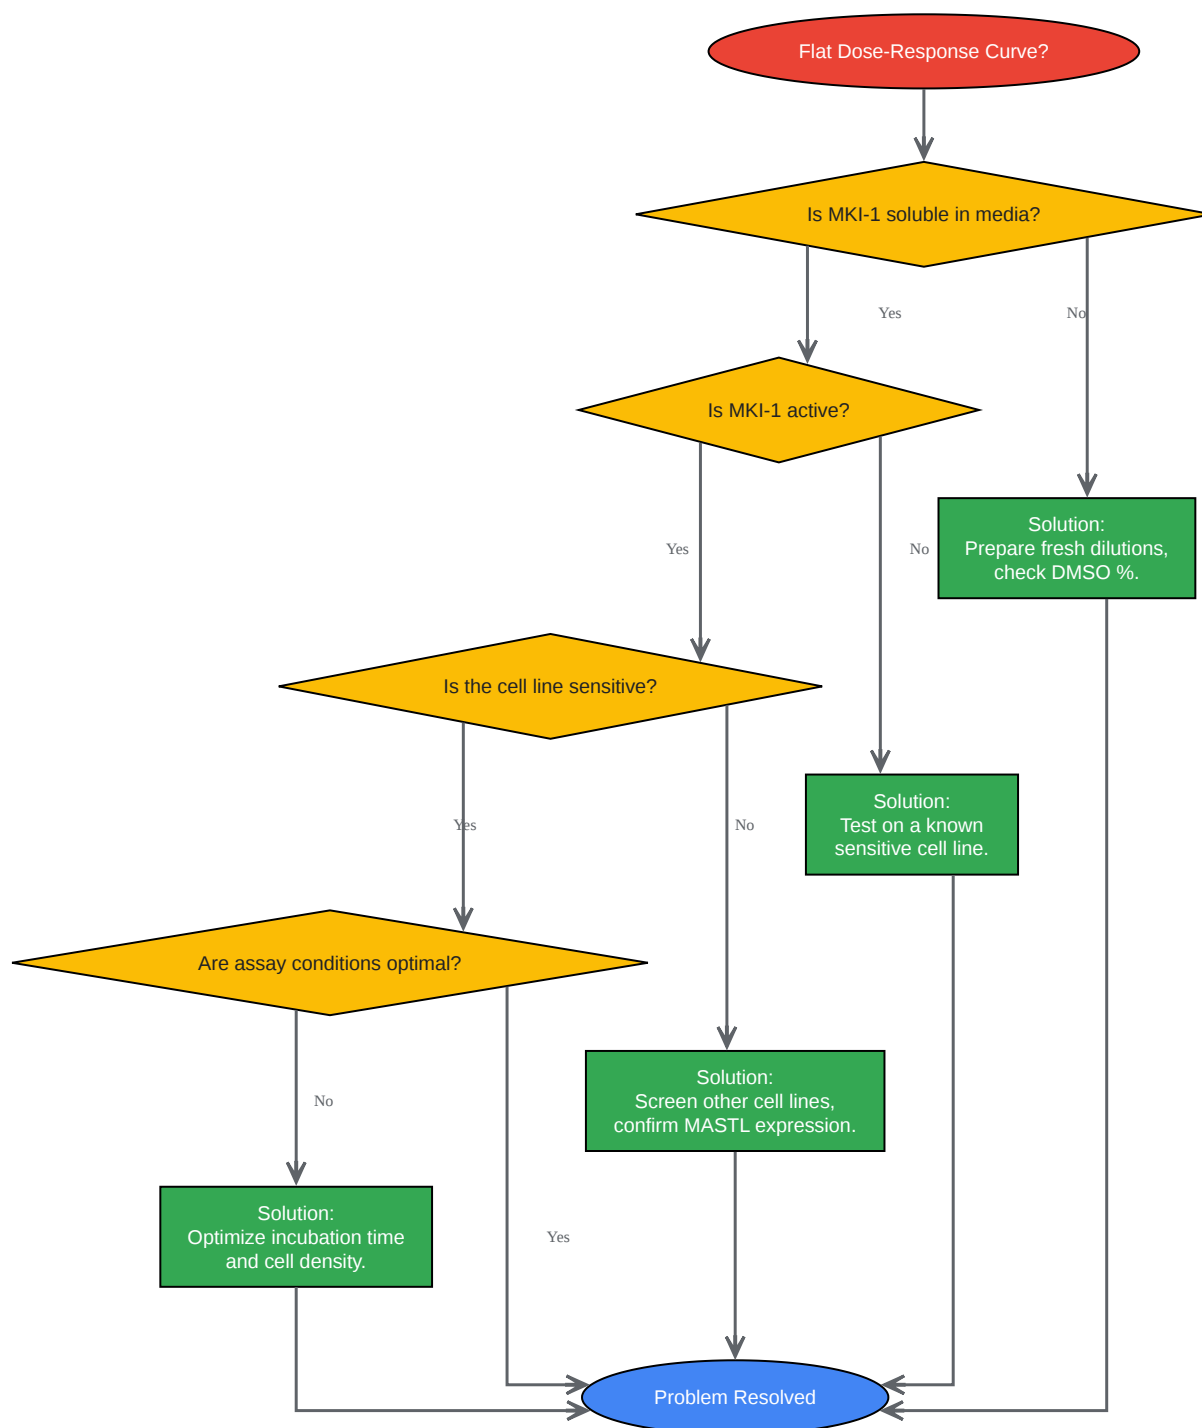 Flat Dose-Response Curve?
Is MKI-1 soluble in media?
Yes
No
Is MKI-1 active?
Yes
No
Solution:
Prepare fresh dilutions,
check DMSO %.
Is the cell line sensitive?
Yes
No
Solution:
Test on a known
sensitive cell line.
Are assay conditions optimal?
No
Yes
Solution:
Screen other cell lines,
confirm MASTL expression.
Solution:
Optimize incubation time
and cell density.
Problem Resolved